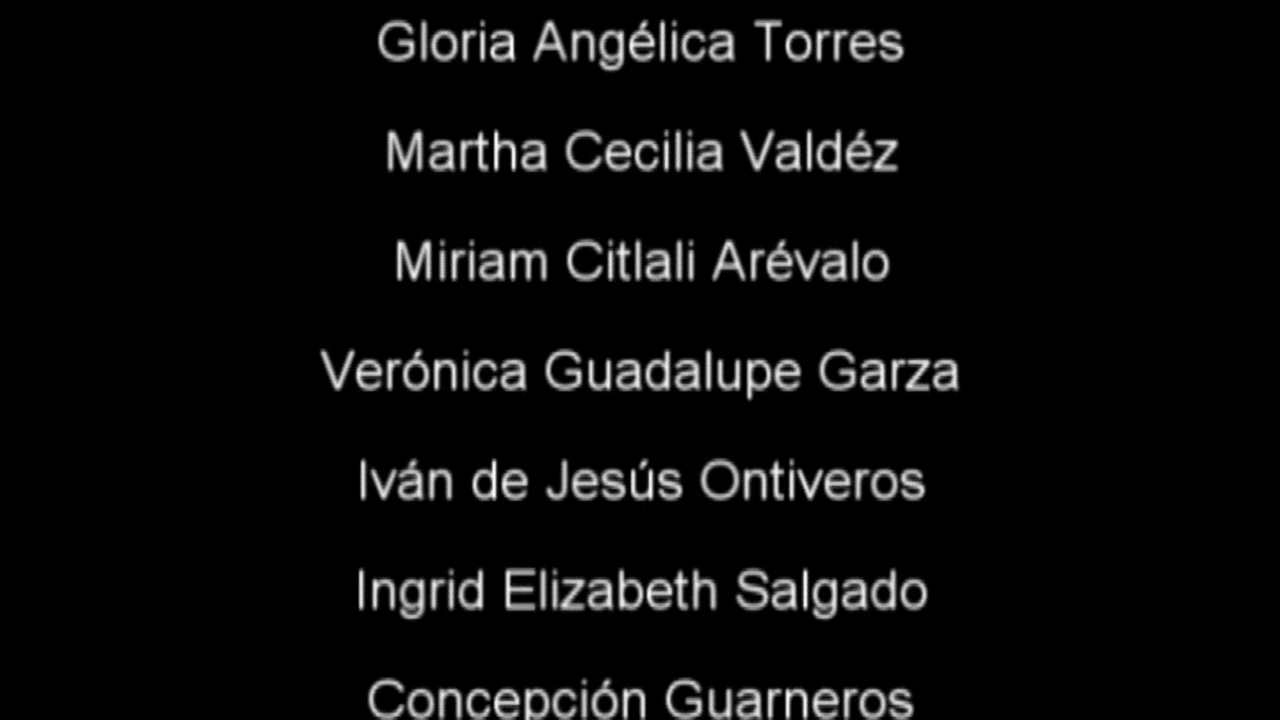 Gloria Angélica Torres
Martha Cecilia Valdéz
Miriam Citlali Arévalo
Verónica Guadalupe Garza
Iván de Jesús Ontiveros
Ingrid Elizabeth Salgado
Concepción Guarneros